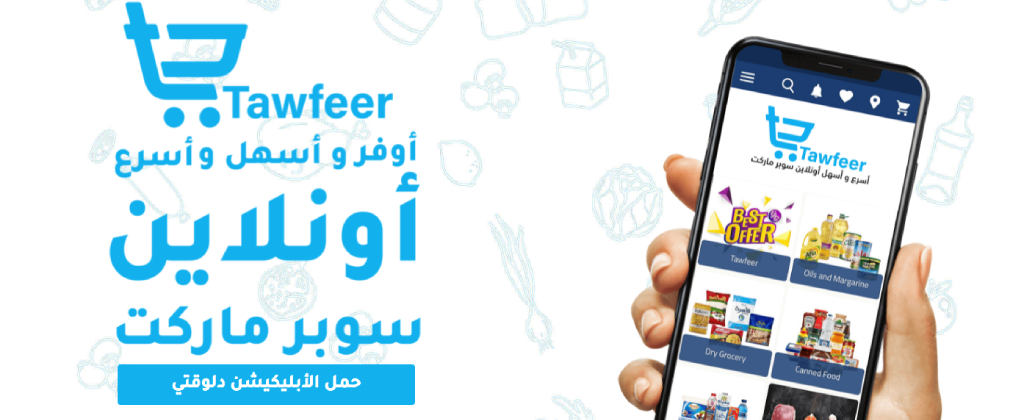 Tawfeer
أوفر و أسهل و أسرع
أونلاين
سوبر ماركت
حمل الأبليكيشن دلوقتي
Tawfeer
أسرع و أسهل أونلاين سوبر ماركت
BEST
OFFER
Tawfeer
Oils and Margarine
Dry Grocery
Canned Food